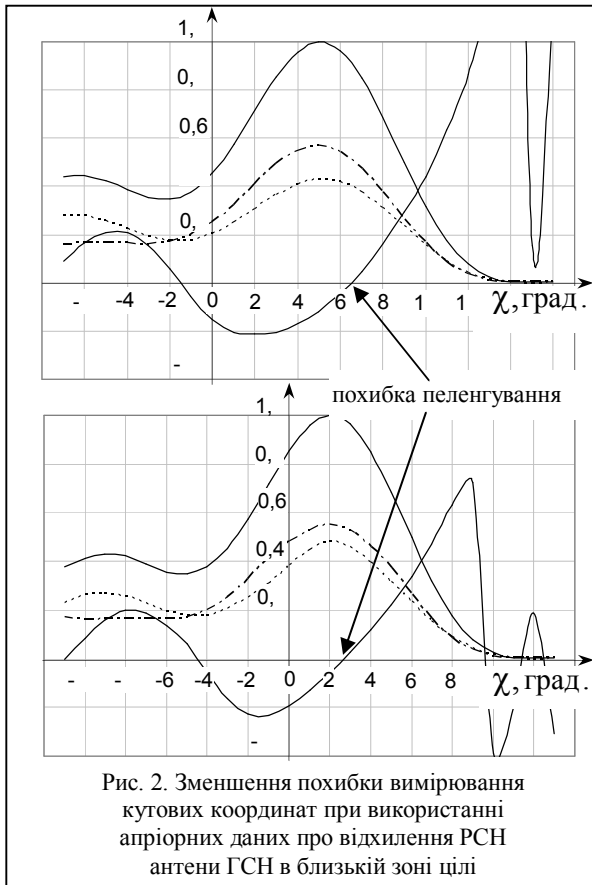 1,
0,
0,6
0,
- -4 -2 0 2 4 6 8 1 1 χ, град.
-
похибка пеленгування
1,
0,
0,6
0,4
0,
- - -6 -4 -2 0 2 4 6 8 χ, град.
-
Рис. 2. Зменшення похибки вимірювання
кутових координат при використанні
апріорних даних про відхилення РСН
антени ГСН в близькій зоні цілі